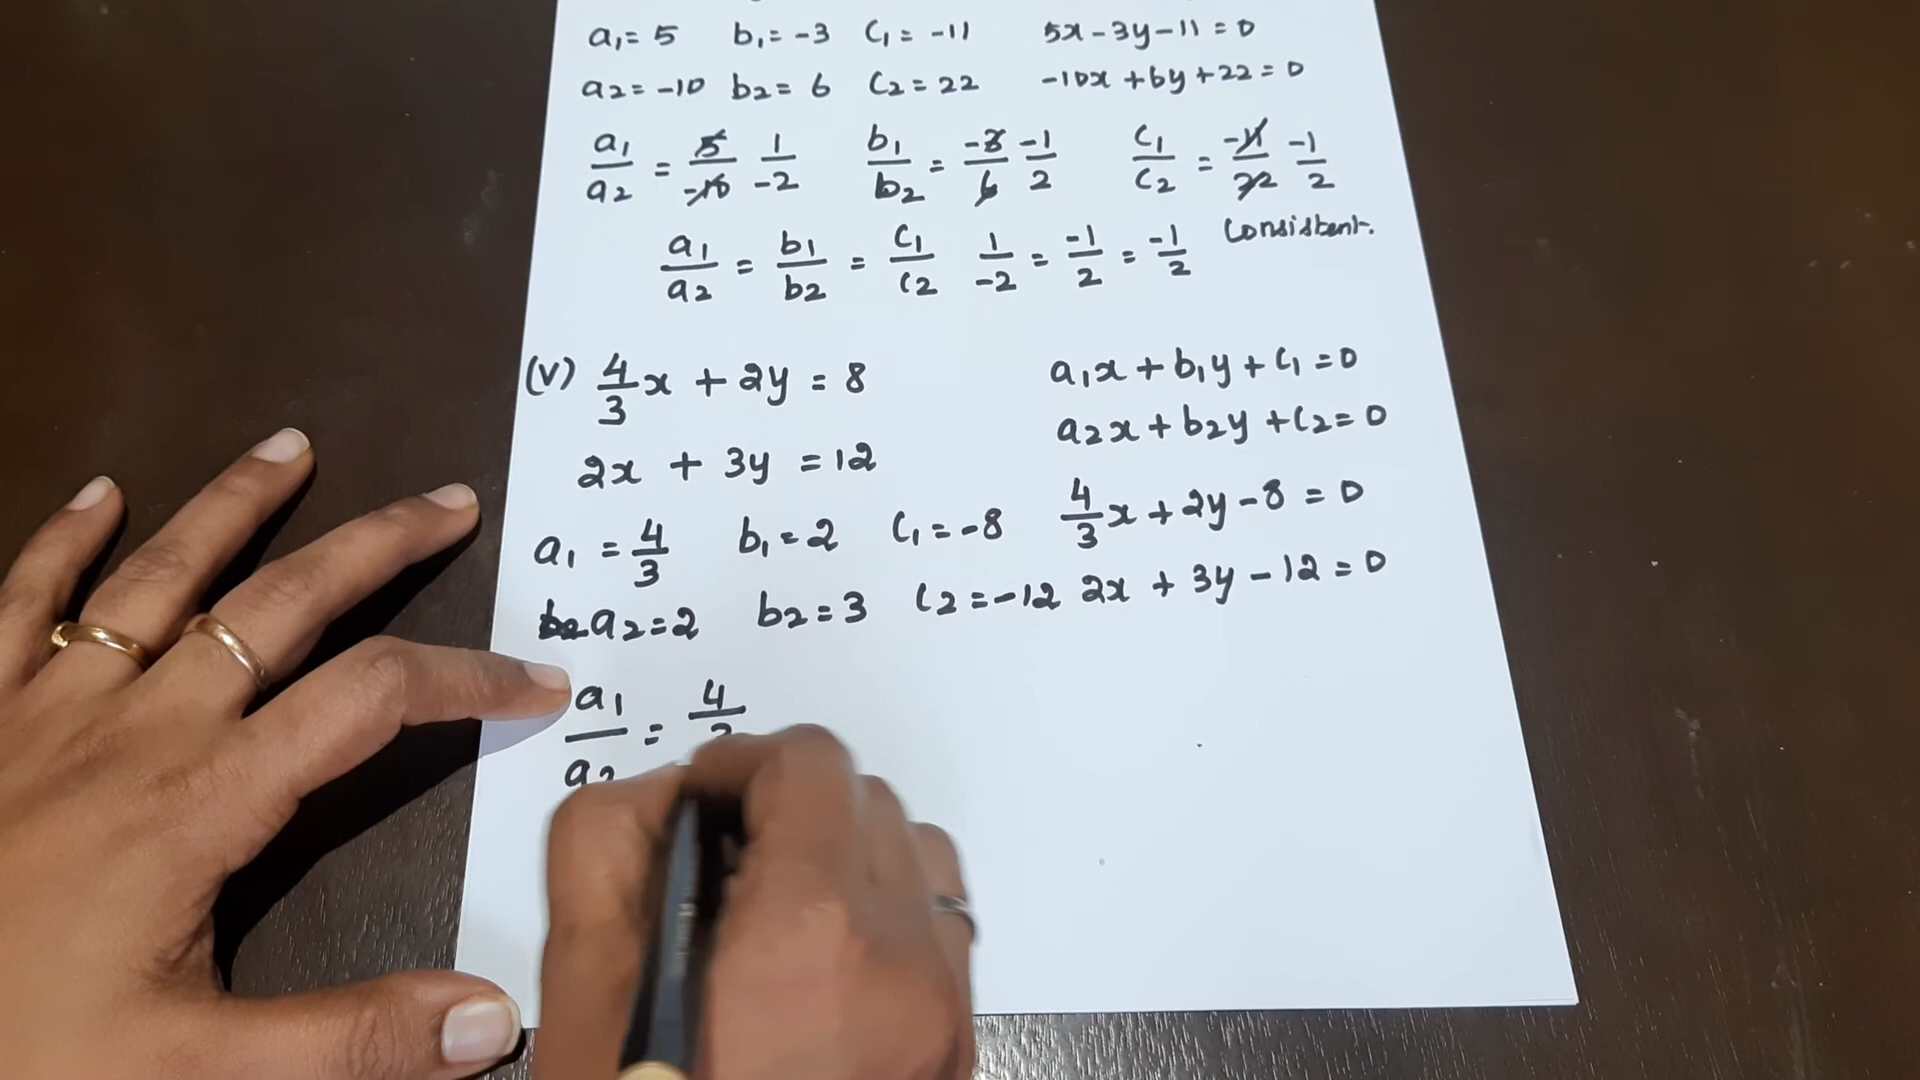 a₁ = 5 b₁ = -3 C₁ = -11 5x - 3y - 11 = 0
a₂ = -10 b₂ = 6 C₂ = 22 -10x + 6y + 22 = 0
a₁/a₂ = 5/-10 1/-2 b₁/b₂ = -3/6 -1/2 C₁/C₂ = -11/22 -1/2
a₁/a₂ = b₁/b₂ = C₁/C₂ 1/-2 = -1/2 = -1/2 Consistent.
(V) 4/3 x + 2y = 8 a₁x + b₁y + C₁ = 0
2x + 3y = 12 a₂x + b₂y + C₂ = 0
a₁ = 4/3 b₁ = 2 C₁ = -8 4/3 x + 2y - 8 = 0
a₂ = 2 b₂ = 3 C₂ = -12 2x + 3y - 12 = 0
a₁/a₂ = 4/